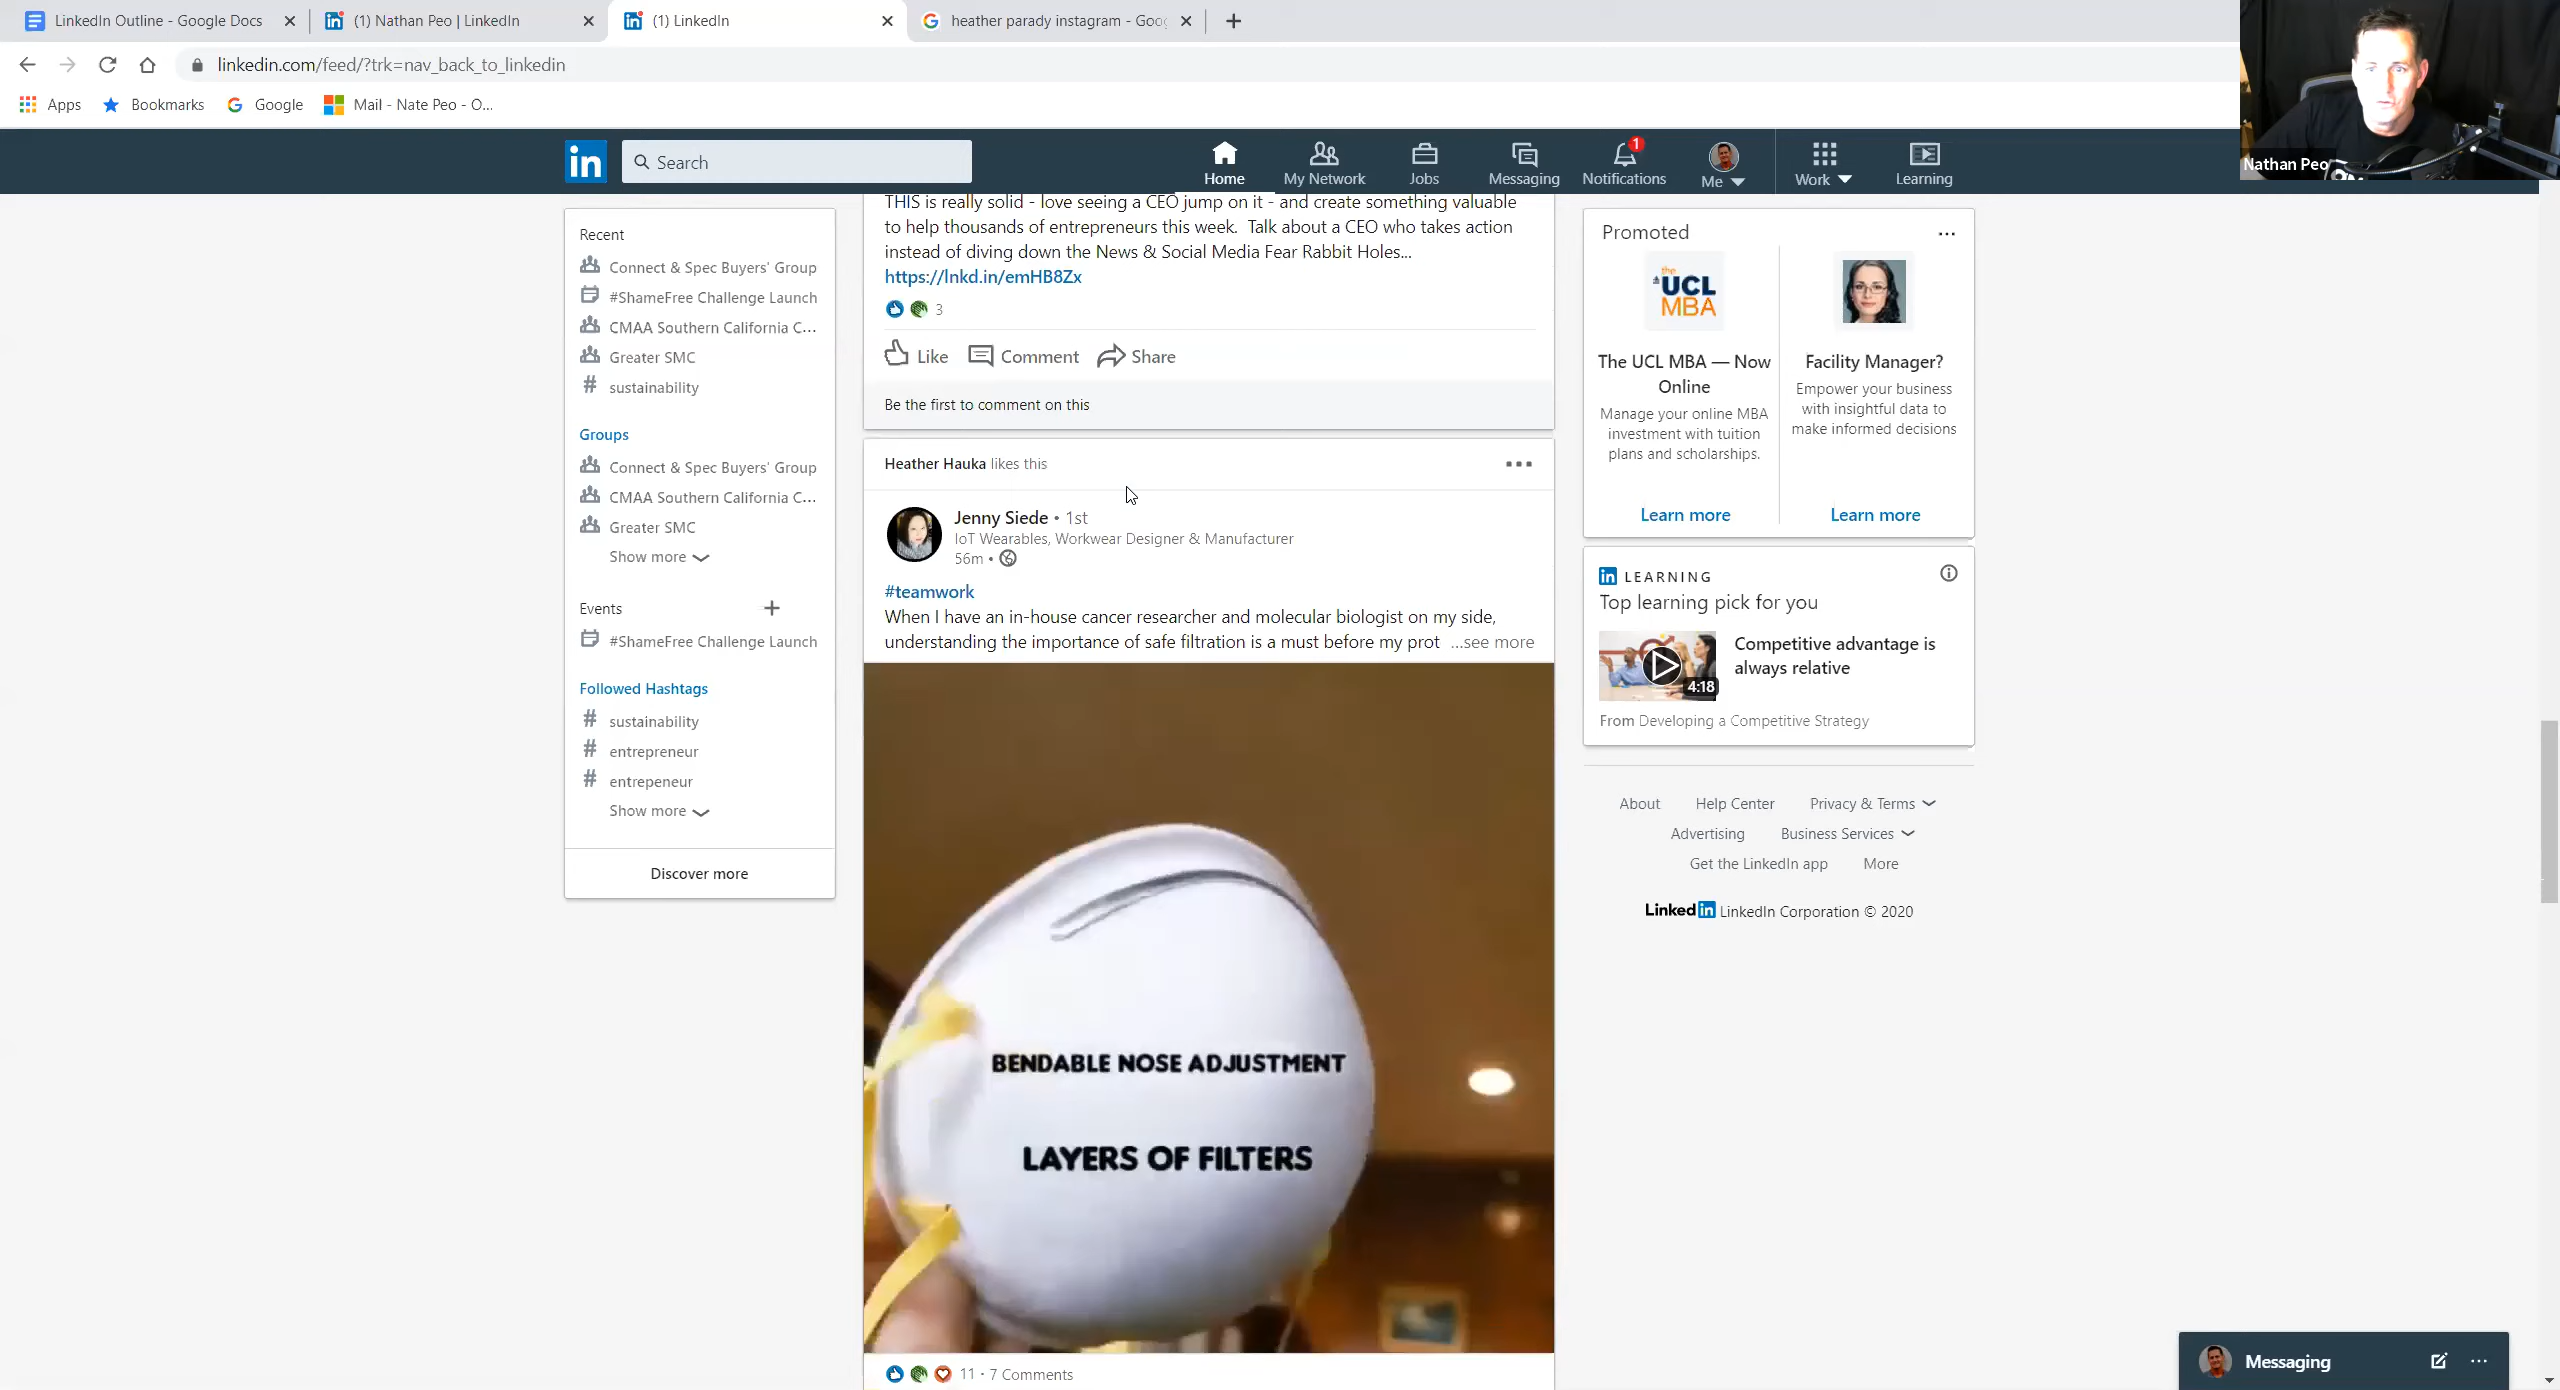 LinkedIn Outline - Google Docs
(1) Nathan Peo | LinkedIn
(1) LinkedIn
heather parady instagram - Goo
linkedin.com/feed/?trk=nav_back_to_linkedin
Apps
Bookmarks
Google
Mail - Nate Peo - O...
Nathan Peo
in
Search
Home
My Network
Jobs
Messaging
1
Notifications
Me
Work
Learning
Recent
Connect & Spec Buyers' Group
#ShameFree Challenge Launch
CMAA Southern California C...
Greater SMC
# sustainability
Groups
Connect & Spec Buyers' Group
CMAA Southern California C...
Greater SMC
Show more
Events +
#ShameFree Challenge Launch
Followed Hashtags
# sustainability
# entrepreneur
# entrepeneur
Show more
Discover more
THIS is really solid - love seeing a CEO jump on it - and create something valuable
to help thousands of entrepreneurs this week. Talk about a CEO who takes action
instead of diving down the News & Social Media Fear Rabbit Holes...
https://lnkd.in/emHB8Zx
3
Like Comment Share
Be the first to comment on this
Heather Hauka likes this
Jenny Siede • 1st
IoT Wearables, Workwear Designer & Manufacturer
56m •
#teamwork
When I have an in-house cancer researcher and molecular biologist on my side,
understanding the importance of safe filtration is a must before my prot ...see more
BENDABLE NOSE ADJUSTMENT
LAYERS OF FILTERS
11 · 7 Comments
Promoted
the
UCL
MBA
The UCL MBA — Now
Online
Manage your online MBA
investment with tuition
plans and scholarships.
Learn more
Facility Manager?
Empower your business
with insightful data to
make informed decisions
Learn more
in LEARNING
Top learning pick for you
4:18
Competitive advantage is
always relative
From Developing a Competitive Strategy
About Help Center Privacy & Terms
Advertising Business Services
Get the LinkedIn app More
LinkedIn LinkedIn Corporation © 2020
Messaging